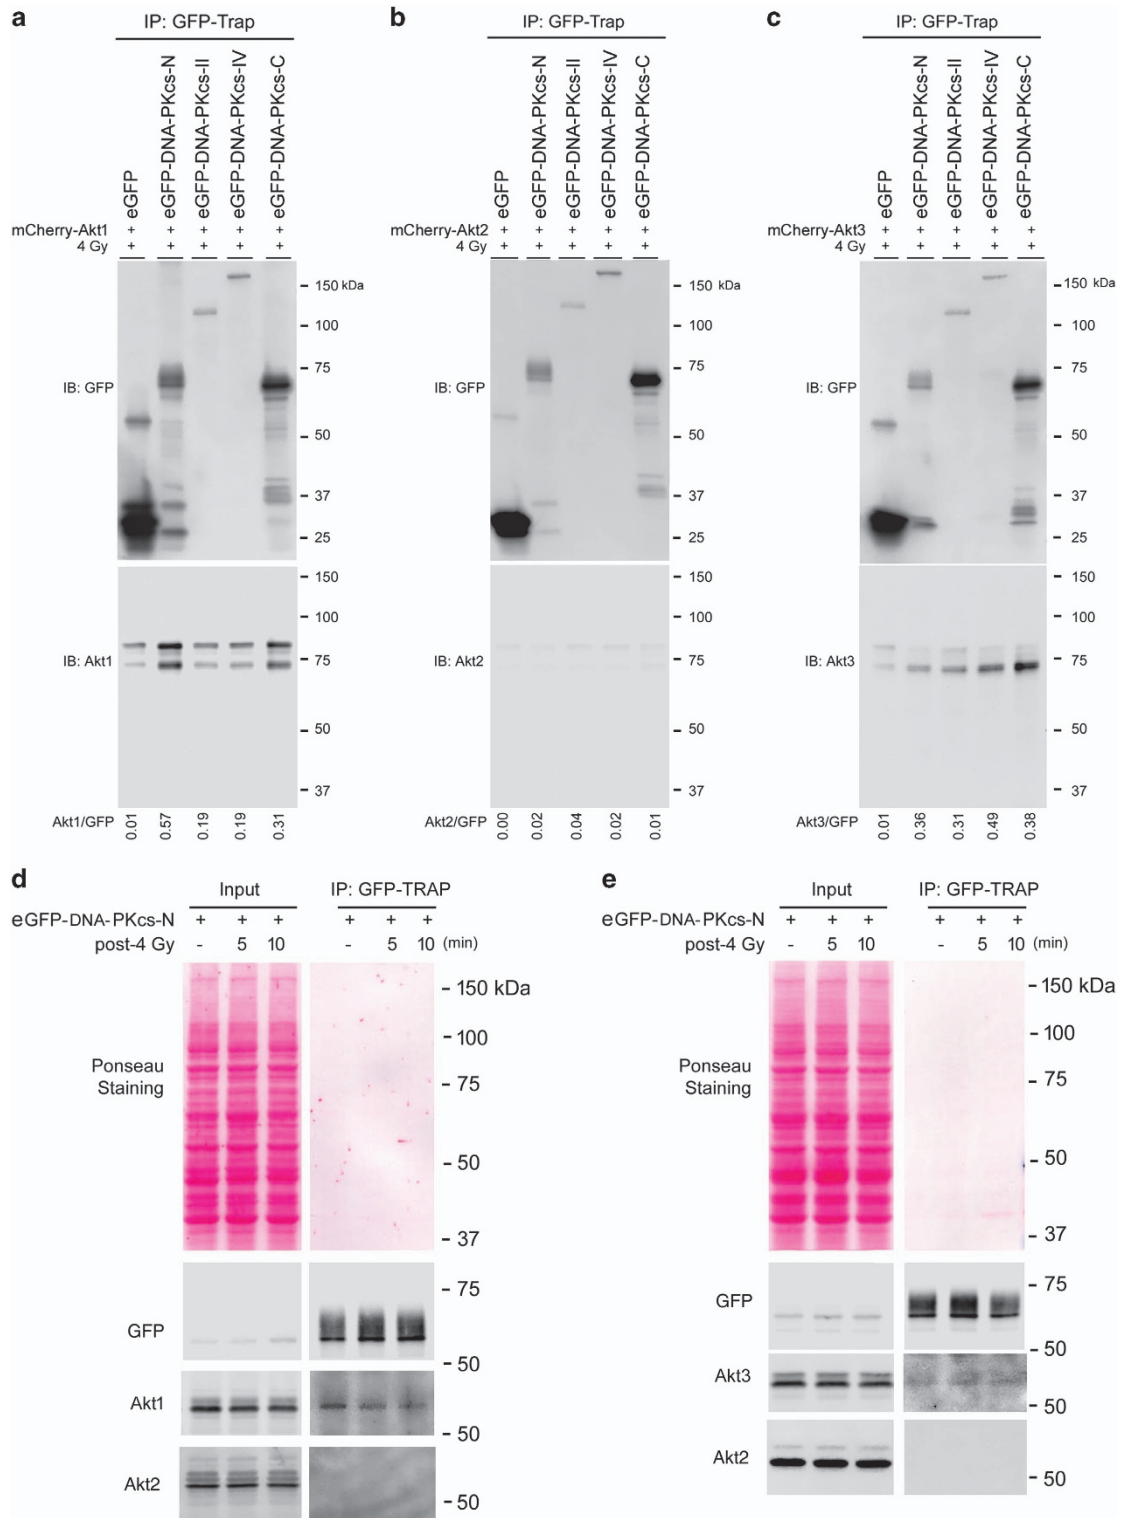 a
IP: GFP-Trap
eGFP
eGFP-DNA-PKcs-N
eGFP-DNA-PKcs-II
eGFP-DNA-PKcs-IV
eGFP-DNA-PKcs-C
mCherry-Akt1 + + + + +
4 Gy + + + + +
IB: GFP
150 kDa
100
75
50
37
25
IB: Akt1
150
100
75
50
37
Akt1/GFP 0.01 0.57 0.19 0.19 0.31
b
IP: GFP-Trap
eGFP
eGFP-DNA-PKcs-N
eGFP-DNA-PKcs-II
eGFP-DNA-PKcs-IV
eGFP-DNA-PKcs-C
mCherry-Akt2 + + + + +
4 Gy + + + + +
IB: GFP
150 kDa
100
75
50
37
25
IB: Akt2
150
100
75
50
37
Akt2/GFP 0.00 0.02 0.04 0.02 0.01
c
IP: GFP-Trap
eGFP
eGFP-DNA-PKcs-N
eGFP-DNA-PKcs-II
eGFP-DNA-PKcs-IV
eGFP-DNA-PKcs-C
mCherry-Akt3 + + + + +
4 Gy + + + + +
IB: GFP
150 kDa
100
75
50
37
25
IB: Akt3
150
100
75
50
37
Akt3/GFP 0.01 0.36 0.31 0.49 0.38
d
Input IP: GFP-TRAP
eGFP-DNA-PKcs-N + + + + + +
post-4 Gy - 5 10 - 5 10 (min)
Ponseau
Staining
150 kDa
100
75
50
37
GFP
75
50
Akt1
50
Akt2
50
e
Input IP: GFP-TRAP
eGFP-DNA-PKcs-N + + + + + +
post-4 Gy - 5 10 - 5 10 (min)
Ponseau
Staining
150 kDa
100
75
50
37
GFP
75
50
Akt3
50
Akt2
50